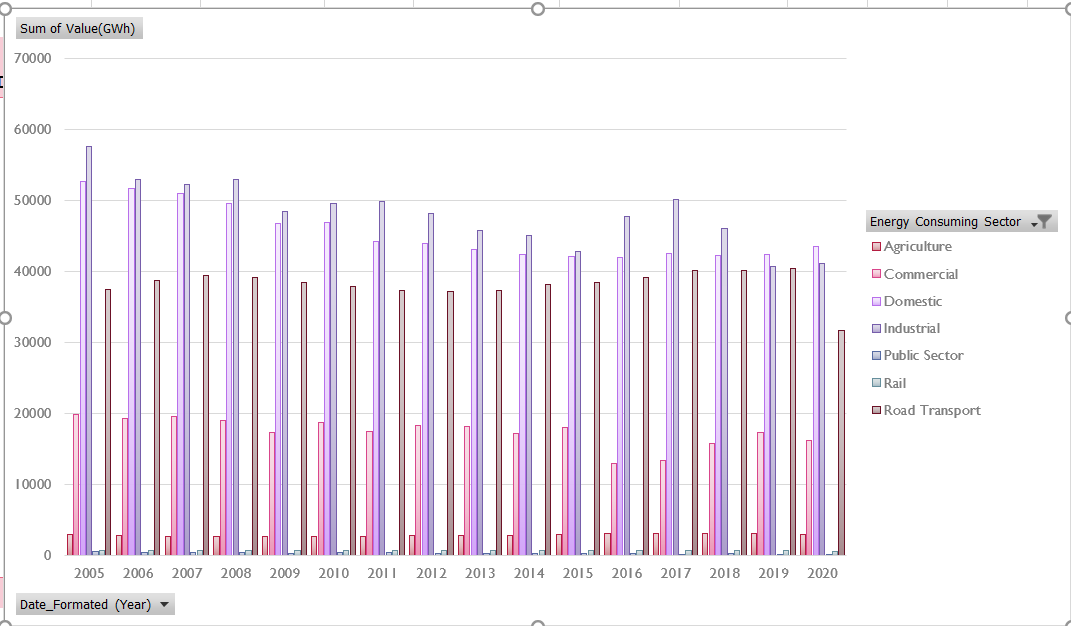 Sum of Value(GWh)
70000
60000
50000
40000
30000
20000
10000
0
2005 2006 2007 2008 2009 2010 2011 2012 2013 2014 2015 2016 2017 2018 2019 2020
Energy Consuming Sector
Agriculture
Commercial
Domestic
Industrial
Public Sector
Rail
Road Transport
Date_Formated (Year)